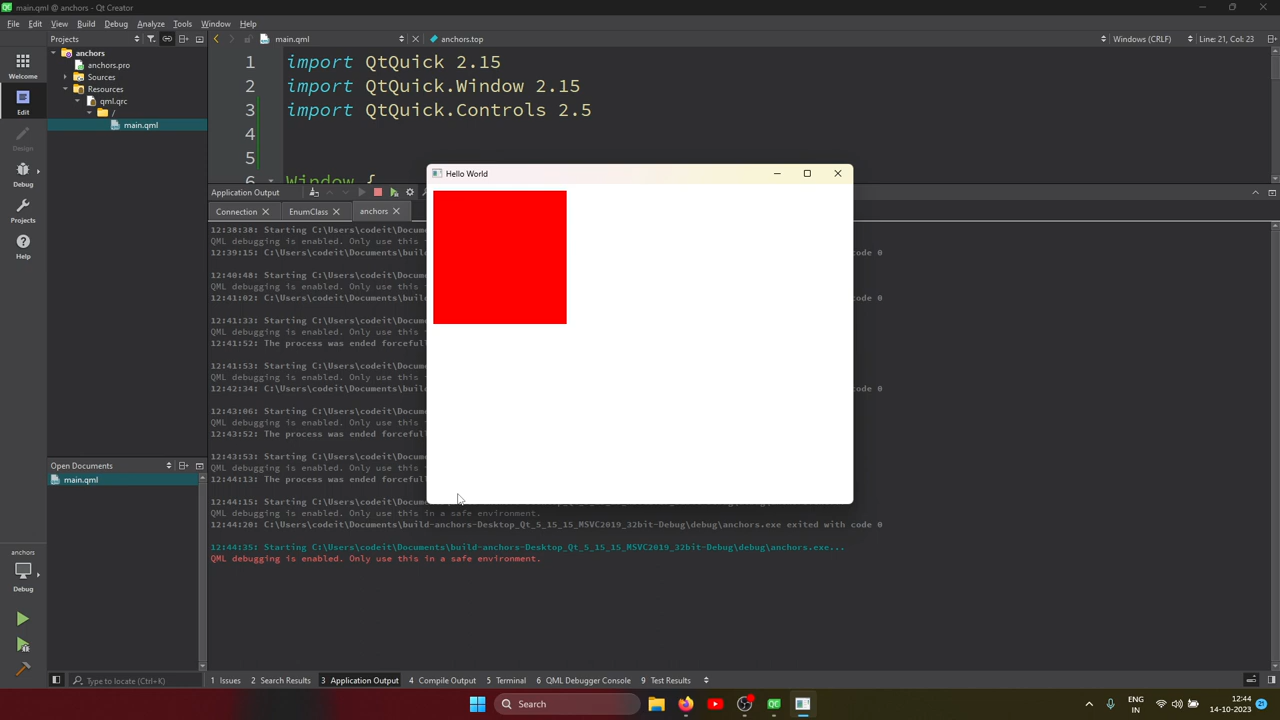 main.qml @ anchors - Qt Creator
File Edit View Build Debug Analyze Tools Window Help
Projects
main.qml
anchors.top
Windows (CRLF)
Line: 21, Col: 23
Welcome
Edit
Design
Debug
Projects
Help
anchors
anchors.pro
Sources
Resources
qml.qrc
/
main.qml
1 import QtQuick 2.15
2 import QtQuick.Window 2.15
3 import QtQuick.Controls 2.5
4
5
6 Window {
Application Output
Connection
EnumClass
anchors
Hello World
12:38:38: Starting C:\Users\codeit\Documents\buil
QML debugging is enabled. Only use this
12:39:15: C:\Users\codeit\Documents\buil code 0
12:40:48: Starting C:\Users\codeit\Docum
QML debugging is enabled. Only use this
12:41:02: C:\Users\codeit\Documents\buil code 0
12:41:33: Starting C:\Users\codeit\Docum
QML debugging is enabled. Only use this
12:41:52: The process was ended forceful
12:41:53: Starting C:\Users\codeit\Docum
QML debugging is enabled. Only use this
12:42:34: C:\Users\codeit\Documents\buil code 0
12:43:06: Starting C:\Users\codeit\Docum
QML debugging is enabled. Only use this
12:43:52: The process was ended forceful
12:43:53: Starting C:\Users\codeit\Docum
QML debugging is enabled. Only use this
12:44:13: The process was ended forceful
12:44:15: Starting C:\Users\codeit\Docum
QML debugging is enabled. Only use this in a safe environment.
12:44:20: C:\Users\codeit\Documents\build-anchors-Desktop_Qt_5_15_15_MSVC2019_32bit-Debug\debug\anchors.exe exited with code 0
12:44:35: Starting C:\Users\codeit\Documents\build-anchors-Desktop_Qt_5_15_15_MSVC2019_32bit-Debug\debug\anchors.exe...
QML debugging is enabled. Only use this in a safe environment.
Open Documents
main.qml
anchors
Debug
Type to locate (Ctrl+K)
1 Issues 2 Search Results 3 Application Output 4 Compile Output 5 Terminal 6 QML Debugger Console 9 Test Results
Search
ENG
IN
12:44
14-10-2023